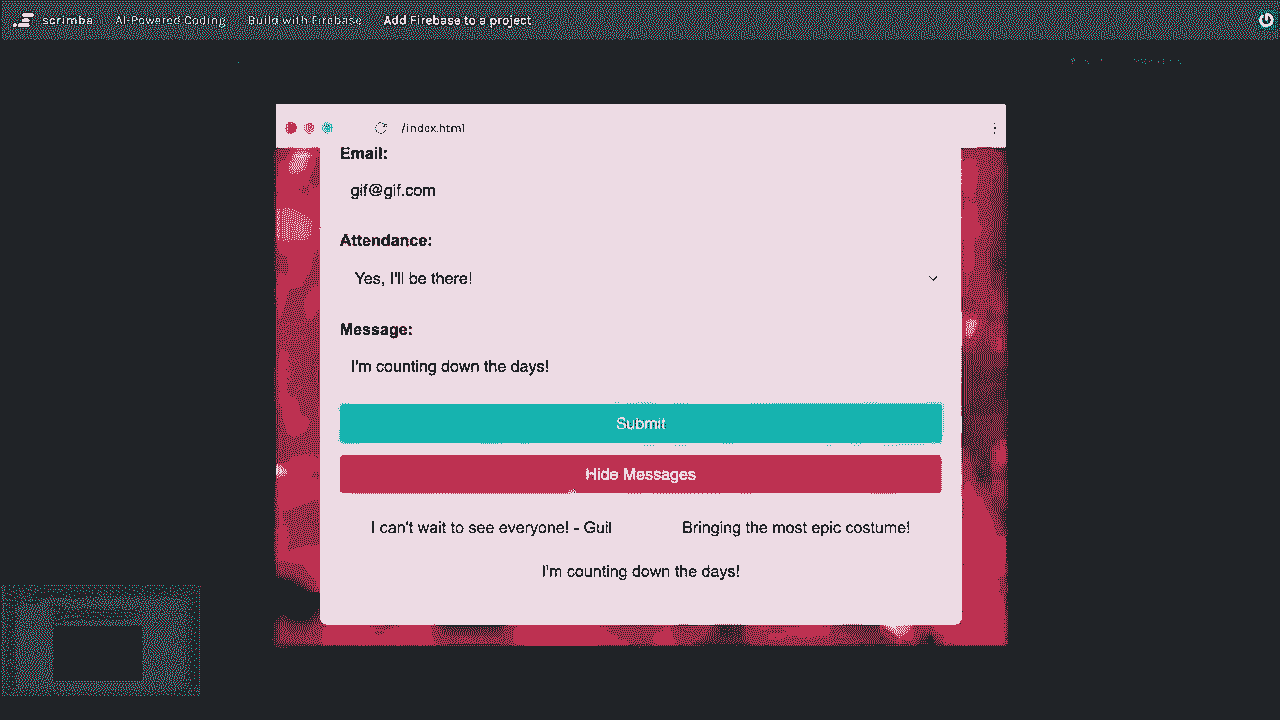 scrimba AI-Powered Coding Build with Firebase Add Firebase to a project
/index.html
Email:
gif@gif.com
Attendance:
Yes, I'll be there!
Message:
I'm counting down the days!
Submit
Hide Messages
I can't wait to see everyone! - Guil Bringing the most epic costume!
I'm counting down the days!